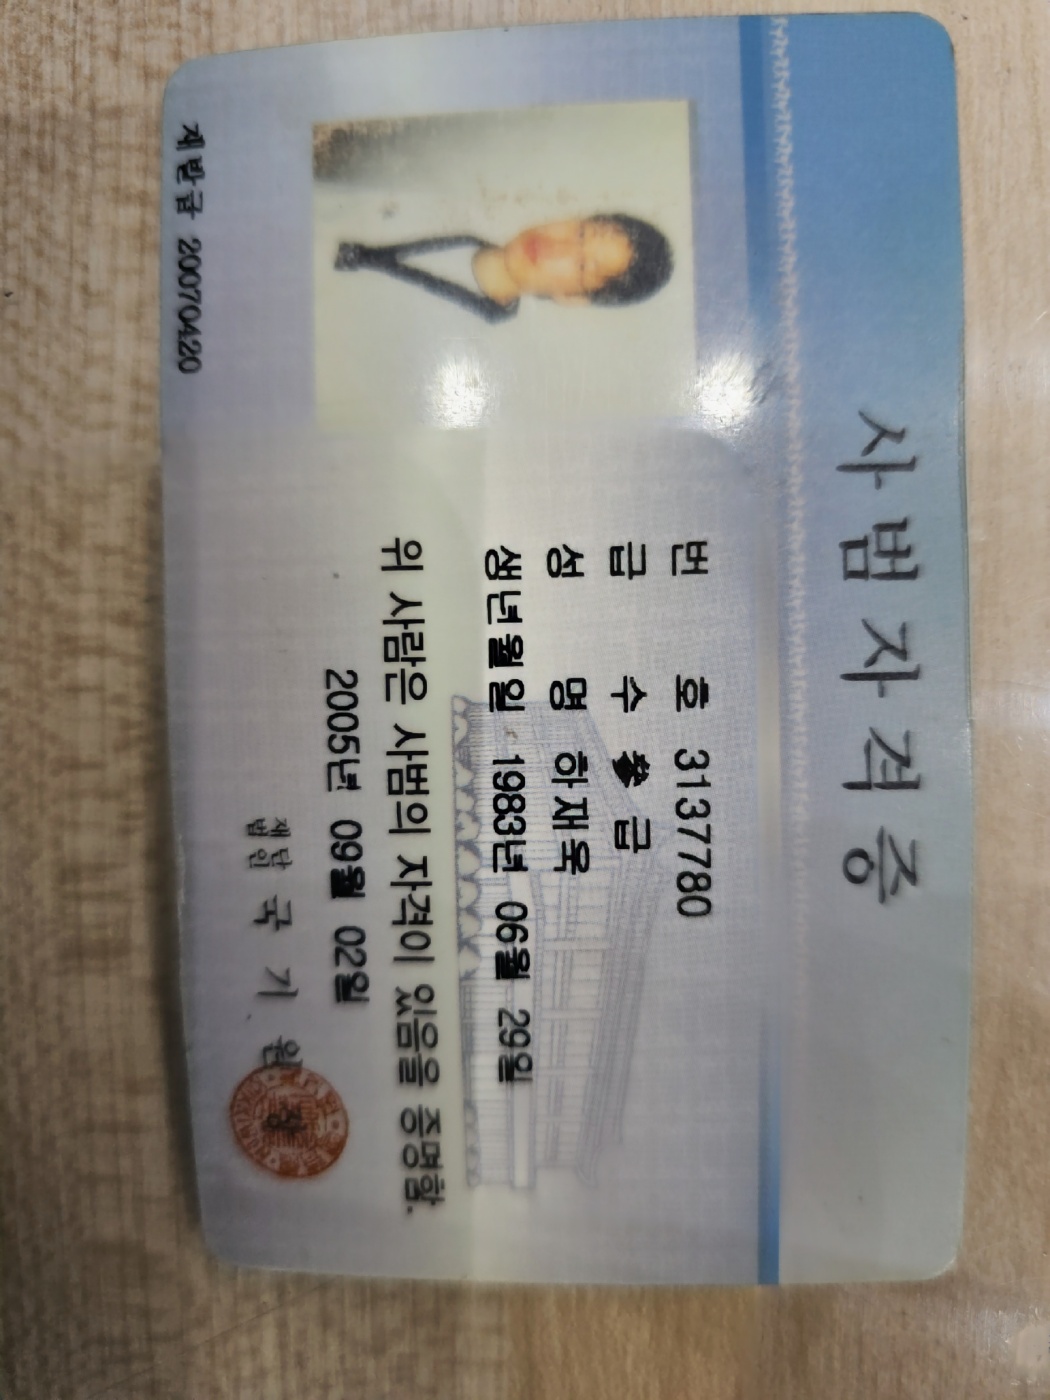 사범자격증
번 호 3137780
급 수 급
성 명 하재욱
생년월일 1983년 06월 29일
위 사람은 사범의 자격이 있음을 증명함.
2005년 09월 02일
재단법인 국 기 원
재발급 20070420